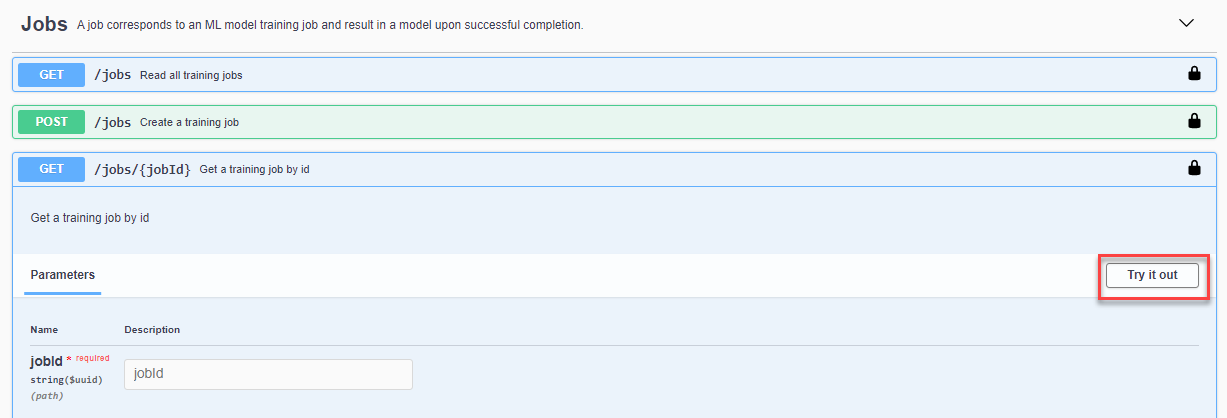 Jobs A job corresponds to an ML model training job and result in a model upon successful completion.
GET /jobs Read all training jobs
POST /jobs Create a training job
GET /jobs/{jobId} Get a training job by id
Get a training job by id
Parameters Try it out
Name Description
jobId * required
string($uuid) jobId
(path)